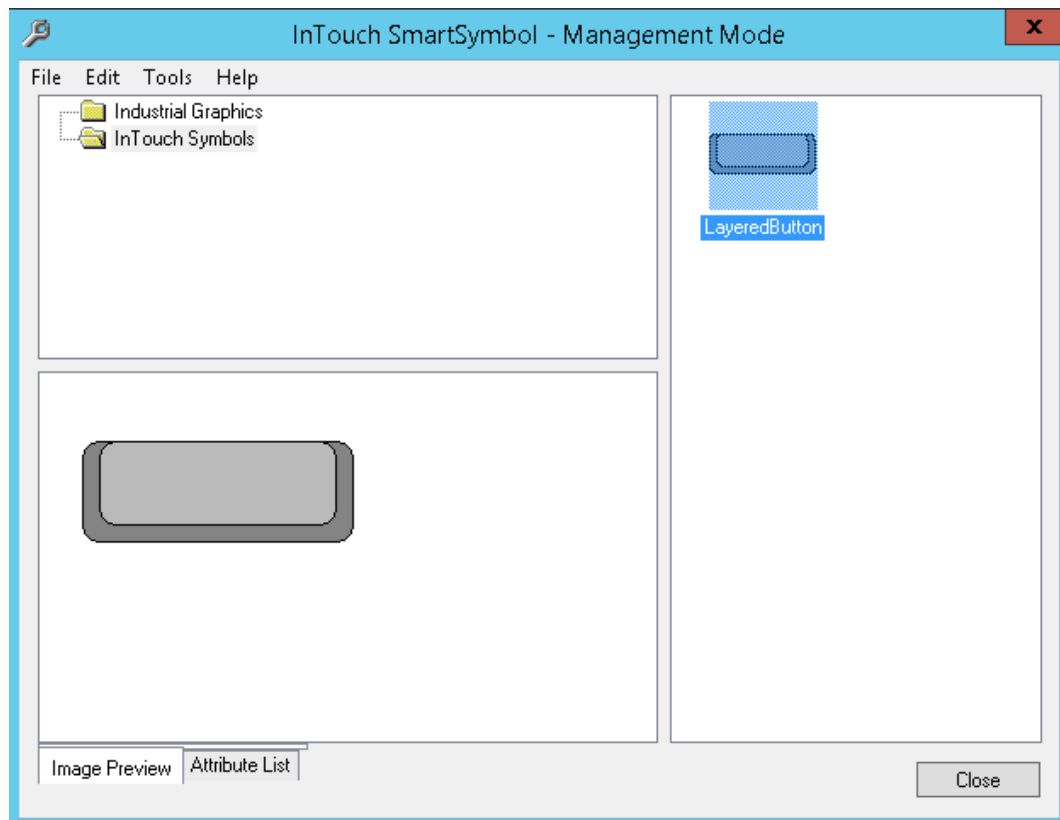 InTouch SmartSymbol - Management Mode
x
File Edit Tools Help
Industrial Graphics
InTouch Symbols
LayeredButton
Image Preview Attribute List
Close